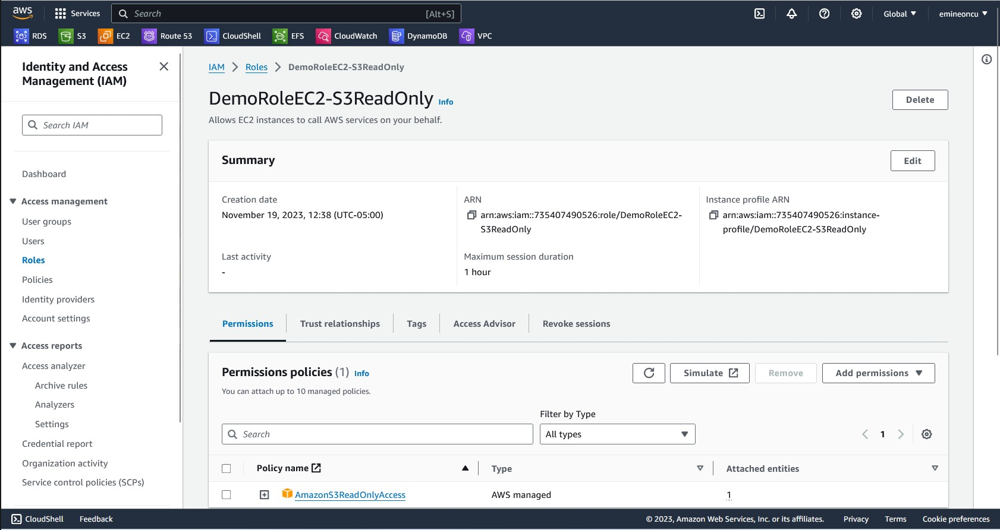 aws
Services
Search
[Alt+S]
Global
emineoncu
RDS
S3
EC2
Route 53
CloudShell
EFS
CloudWatch
DynamoDB
VPC
Identity and Access
Management (IAM)
Search IAM
Dashboard
Access management
User groups
Users
Roles
Policies
Identity providers
Account settings
Access reports
Access analyzer
Archive rules
Analyzers
Settings
Credential report
Organization activity
Service control policies (SCPs)
IAM
Roles
DemoRoleEC2-S3ReadOnly
DemoRoleEC2-S3ReadOnly Info
Delete
Allows EC2 instances to call AWS services on your behalf.
Summary
Edit
Creation date
November 19, 2023, 12:38 (UTC-05:00)
ARN
arn:aws:iam::735407490526:role/DemoRoleEC2-
S3ReadOnly
Instance profile ARN
arn:aws:iam::735407490526:instance-
profile/DemoRoleEC2-S3ReadOnly
Last activity
-
Maximum session duration
1 hour
Permissions
Trust relationships
Tags
Access Advisor
Revoke sessions
Permissions policies (1) Info
You can attach up to 10 managed policies.
Simulate
Remove
Add permissions
Filter by Type
Search
All types
1
Policy name
Type
Attached entities
AmazonS3ReadOnlyAccess
AWS managed
1
CloudShell
Feedback
© 2023, Amazon Web Services, Inc. or its affiliates.
Privacy
Terms
Cookie preferences